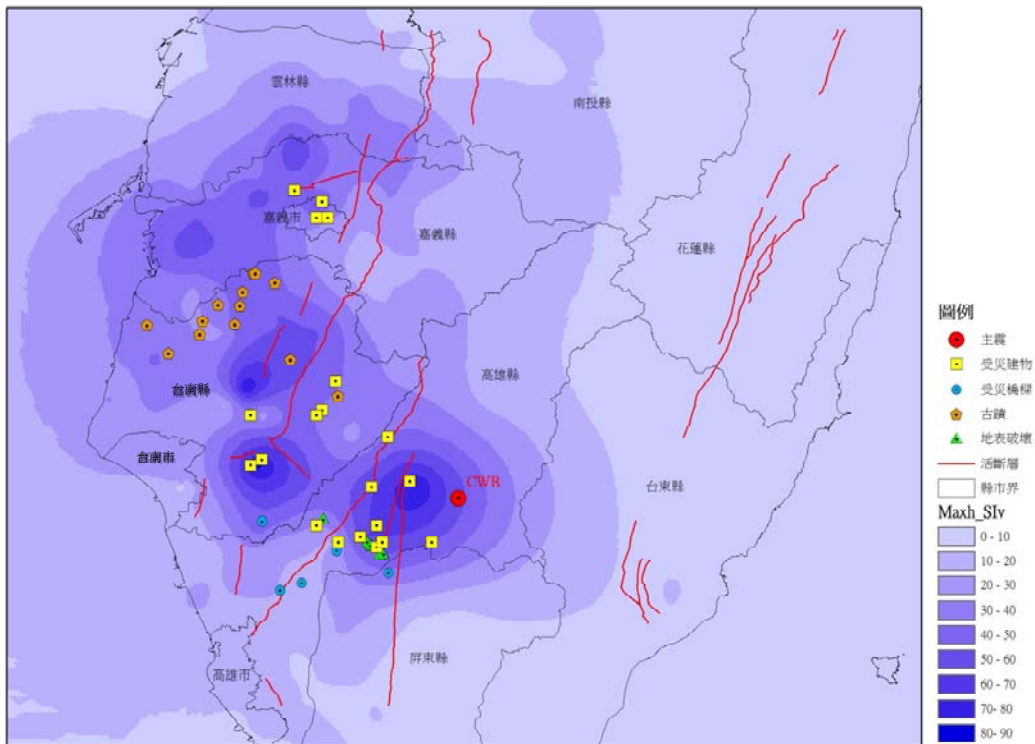 雲林縣
南投縣
嘉義市
嘉義縣
花蓮縣
高雄縣
台南縣
台南市
CWB
台東縣
屏東縣
高雄市
圖例
主震
受災建物
受災橋樑
古蹟
地表破壞
活斷層
縣市界
Maxh_SIv
0 - 10
10 - 20
20 - 30
30 - 40
40 - 50
50 - 60
60 - 70
70 - 80
80 - 90